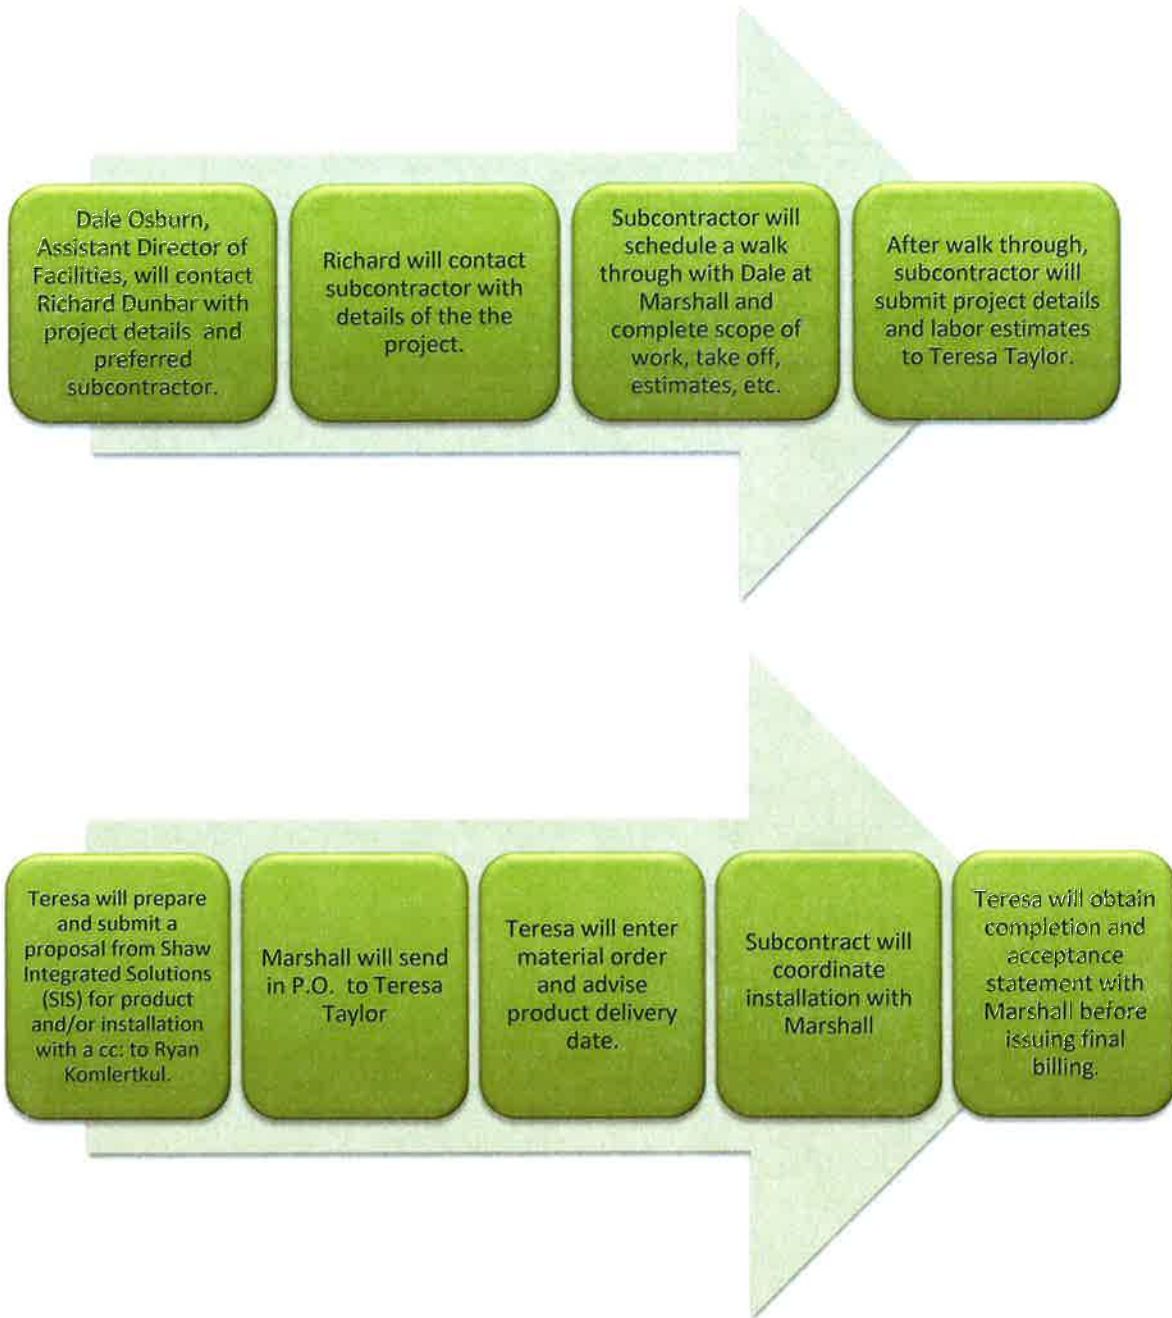 Dale Osburn,
Assistant Director of
Facilities, will contact
Richard Dunbar with
project details and
preferred
subcontractor.
Richard will contact
subcontractor with
details of the the
project.
Subcontractor will
schedule a walk
through with Dale at
Marshall and
complete scope of
work, take off,
estimates, etc.
After walk through,
subcontractor will
submit project details
and labor estimates
to Teresa Taylor.
Teresa will prepare
and submit a
proposal from Shaw
Integrated Solutions
(SIS) for product
and/or installation
with a cc: to Ryan
Komlertkul.
Marshall will send
in P.O. to Teresa
Taylor
Teresa will enter
material order
and advise
product delivery
date.
Subcontract will
coordinate
installation with
Marshall
Teresa will obtain
completion and
acceptance
statement with
Marshall before
issuing final
billing.